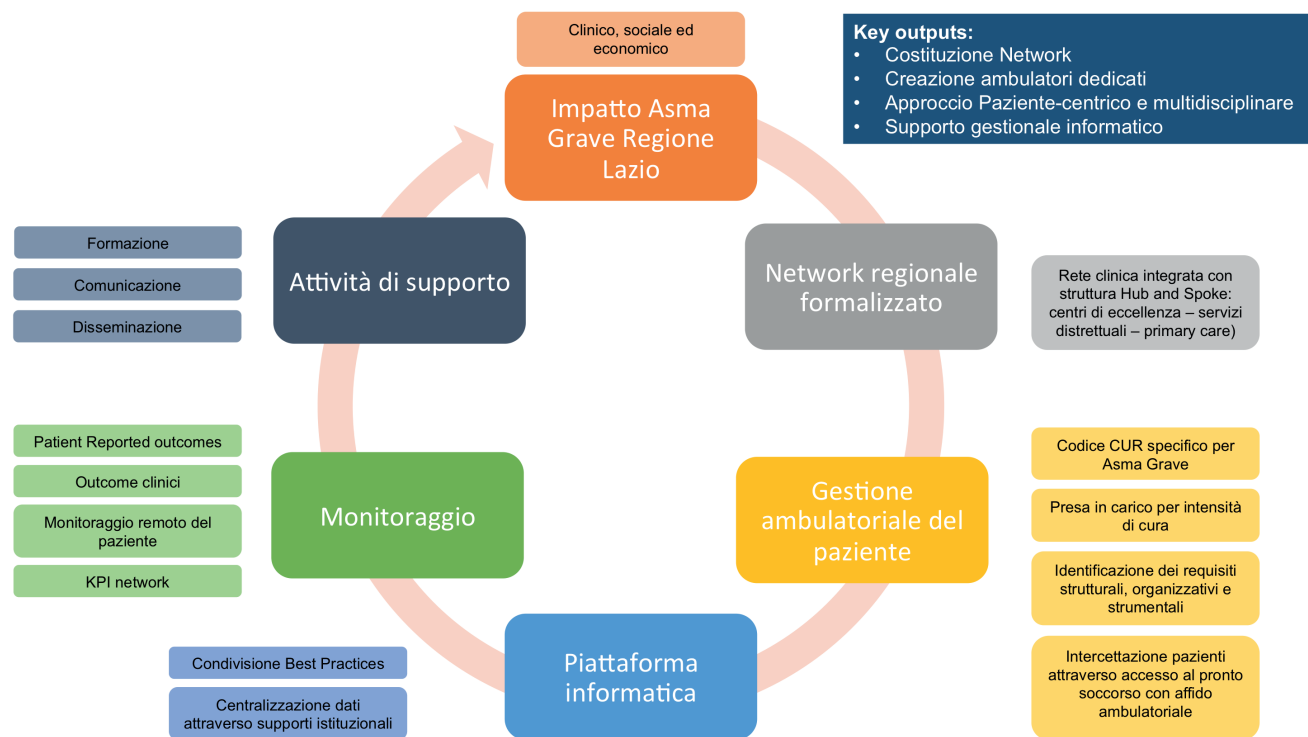 Clinico, sociale ed
economico
Impatto Asma
Grave Regione
Lazio
Key outputs:
• Costituzione Network
• Creazione ambulatori dedicati
• Approccio Paziente-centrico e multidisciplinare
• Supporto gestionale informatico
Network regionale
formalizzato
Rete clinica integrata con
struttura Hub and Spoke:
centri di eccellenza – servizi
distrettuali – primary care)
Gestione
ambulatoriale del
paziente
Codice CUR specifico per
Asma Grave
Presa in carico per intensità
di cura
Identificazione dei requisiti
strutturali, organizzativi e
strumentali
Intercettazione pazienti
attraverso accesso al pronto
soccorso con affido
ambulatoriale
Piattaforma
informatica
Condivisione Best Practices
Centralizzazione dati
attraverso supporti istituzionali
Monitoraggio
Patient Reported outcomes
Outcome clinici
Monitoraggio remoto del
paziente
KPI network
Attività di supporto
Formazione
Comunicazione
Disseminazione